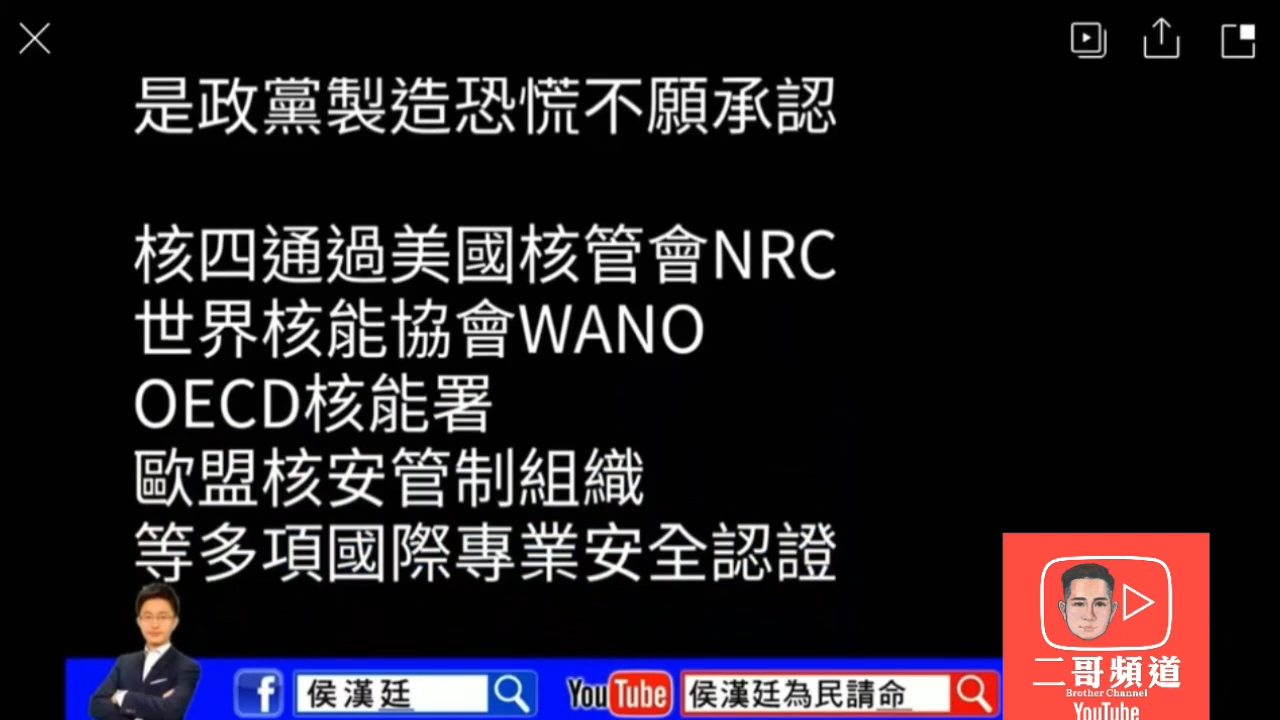 是政黨製造恐慌不願承認
核四通過美國核管會NRC
世界核能協會WANO
OECD核能署
歐盟核安管制組織
等多項國際專業安全認證
f 侯漢廷
YouTube 侯漢廷為民請命
二哥頻道
Brother Channel
YouTube